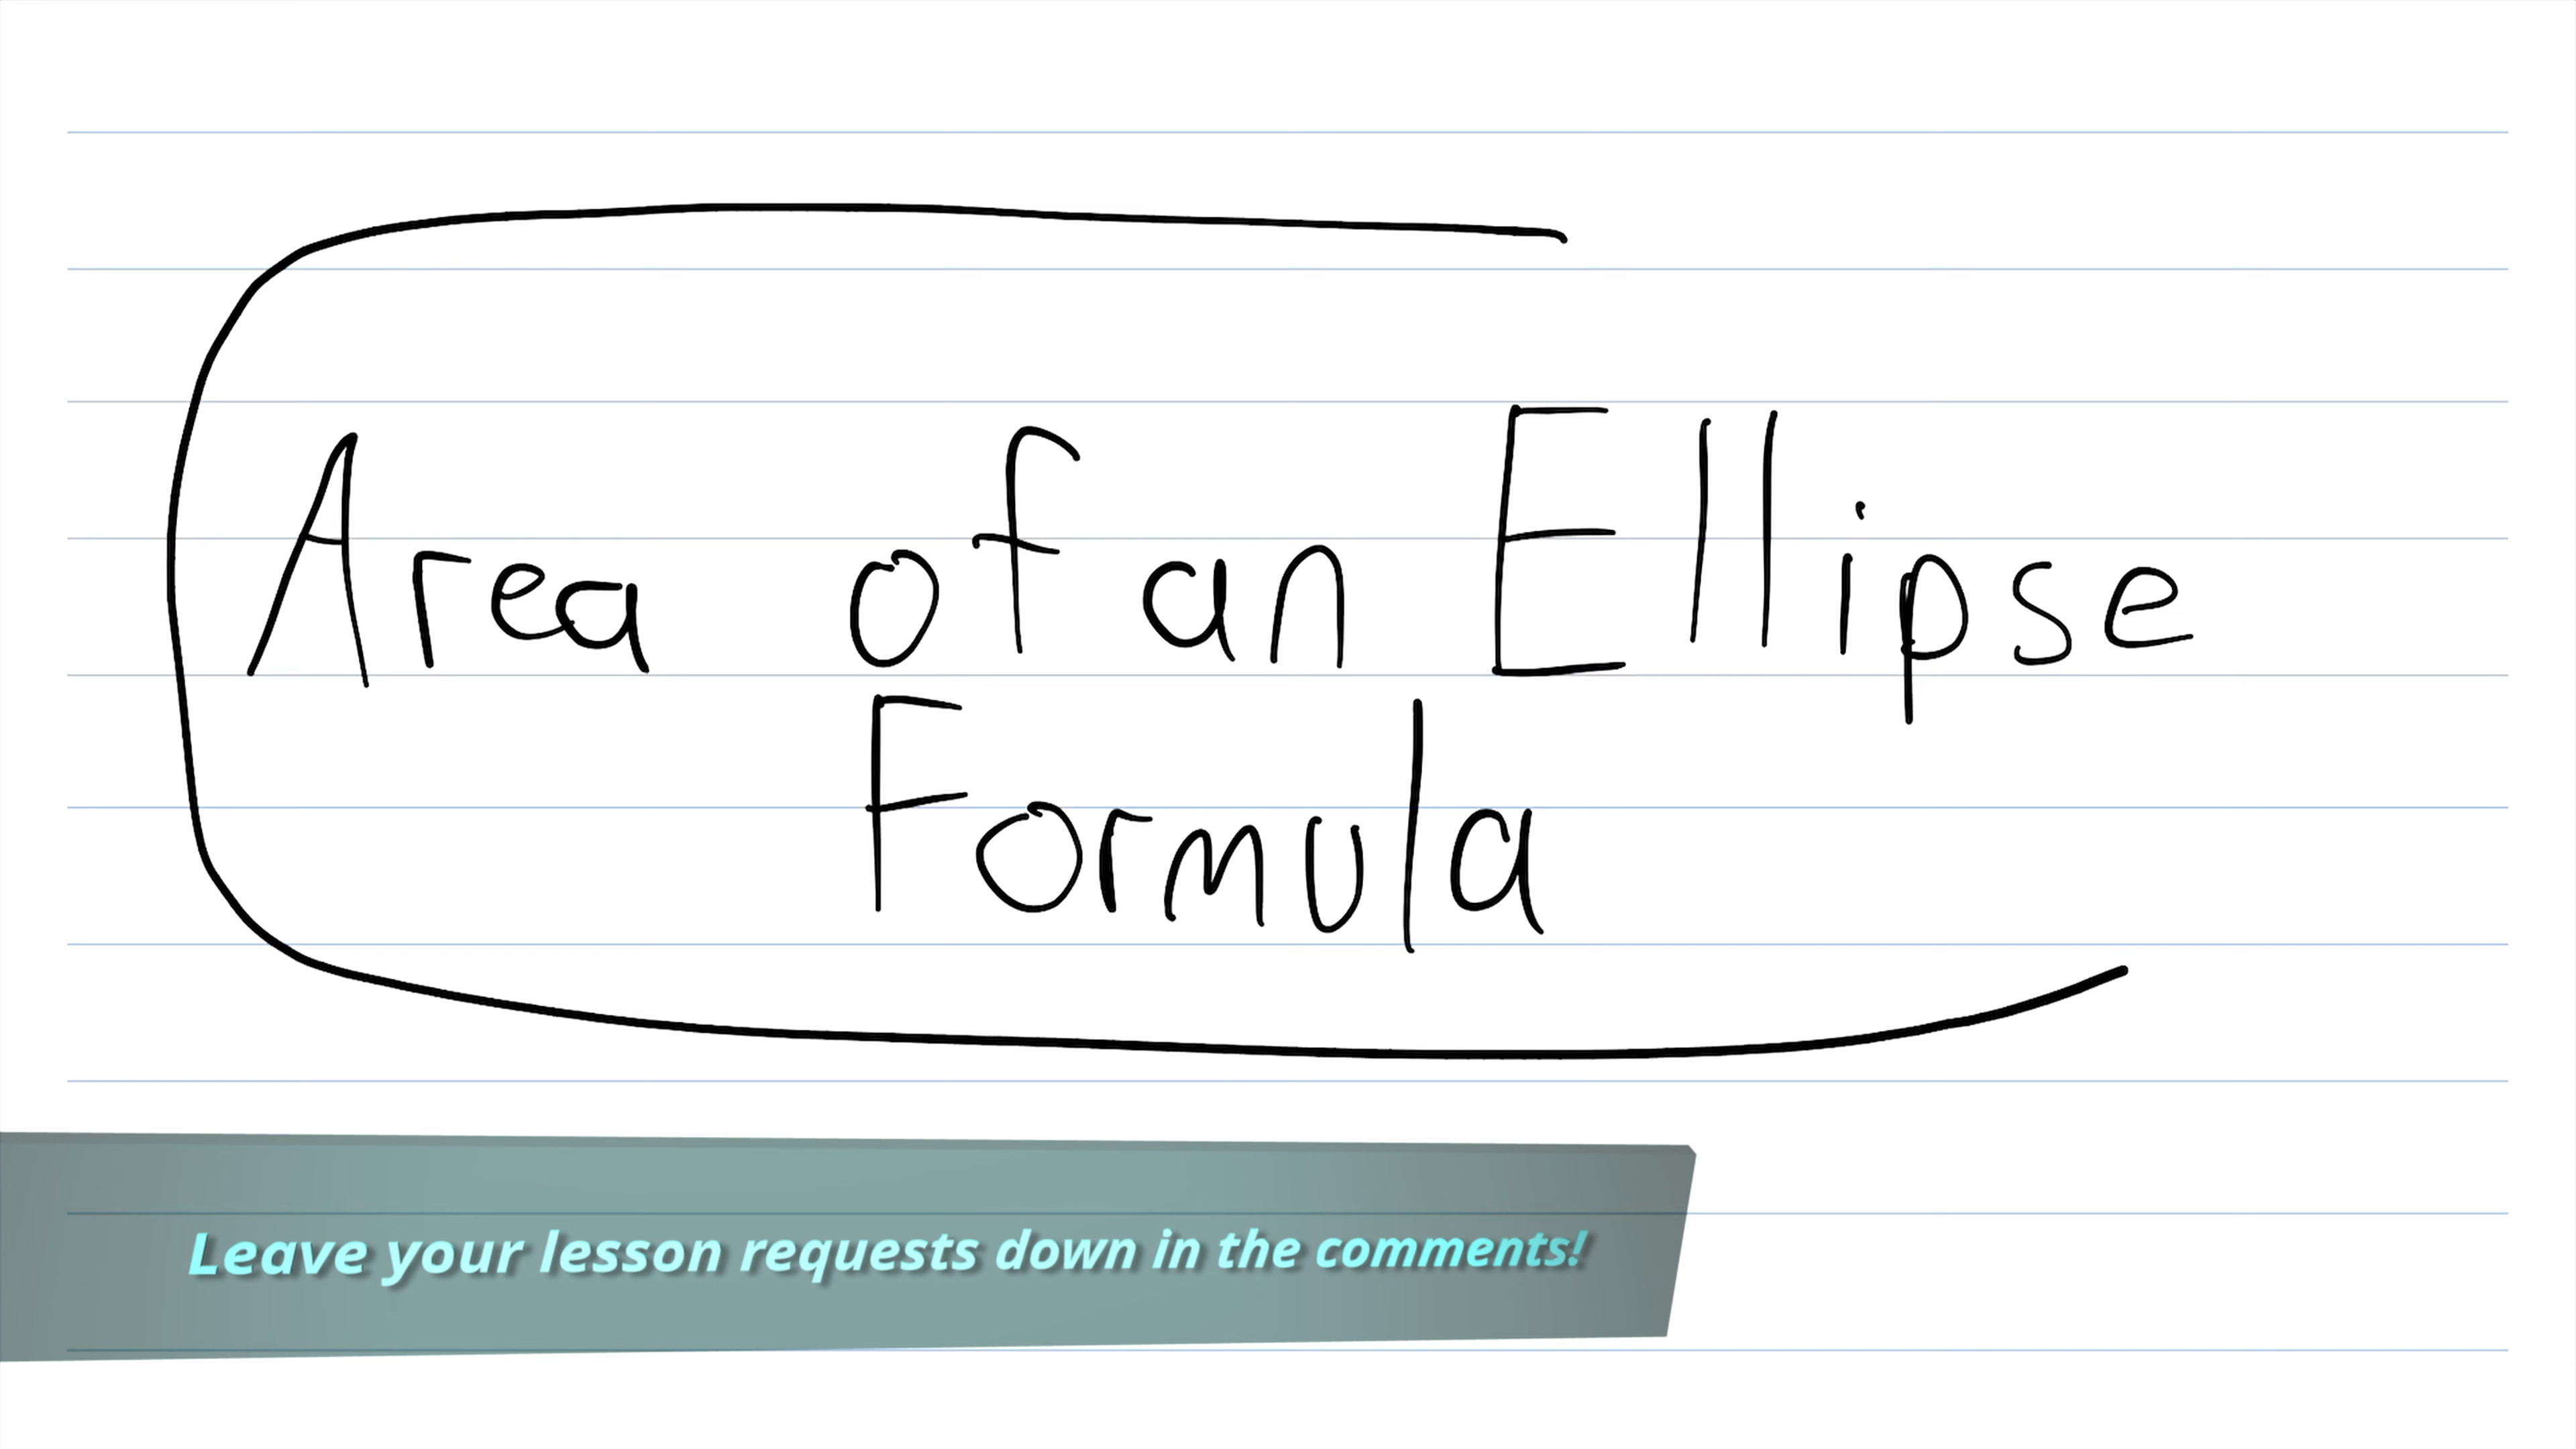 Area of an Ellipse
Formula
Leave your lesson requests down in the comments!